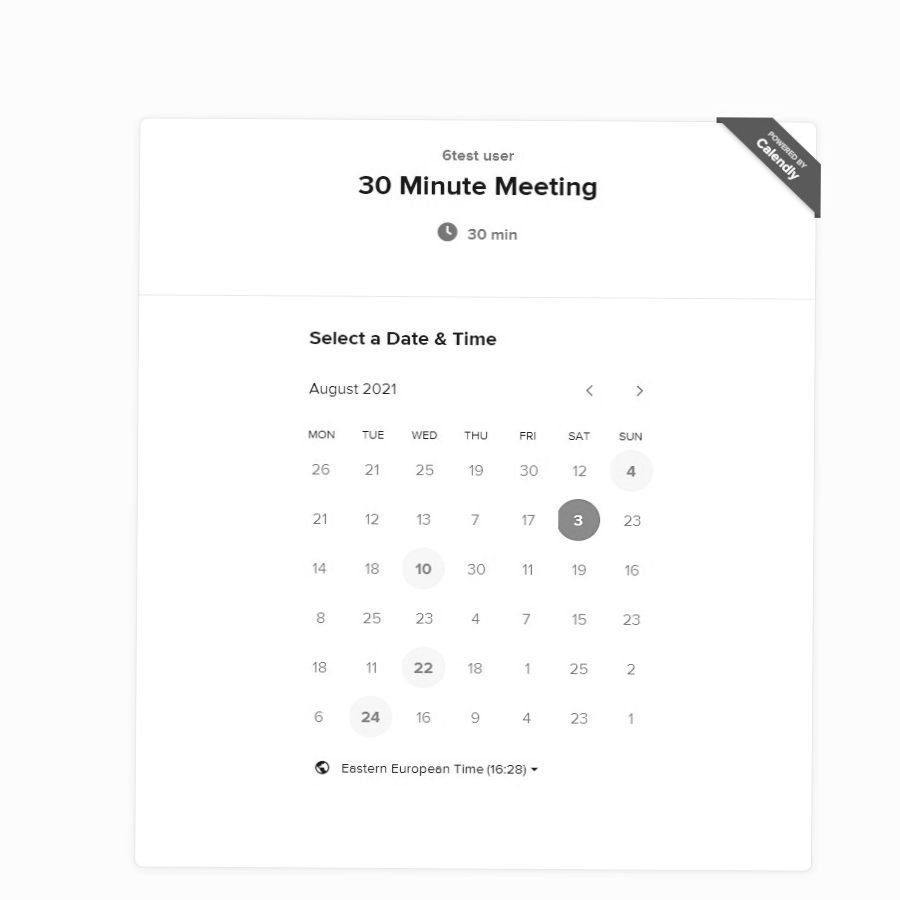 POWERED BY
Calendly
6test user
30 Minute Meeting
30 min
Select a Date & Time
August 2021
MON TUE WED THU FRI SAT SUN
26 21 25 19 30 12 4
21 12 13 7 17 3 23
14 18 10 30 11 19 16
8 25 23 4 7 15 23
18 11 22 18 1 25 2
6 24 16 9 4 23 1
Eastern European Time (16:28)